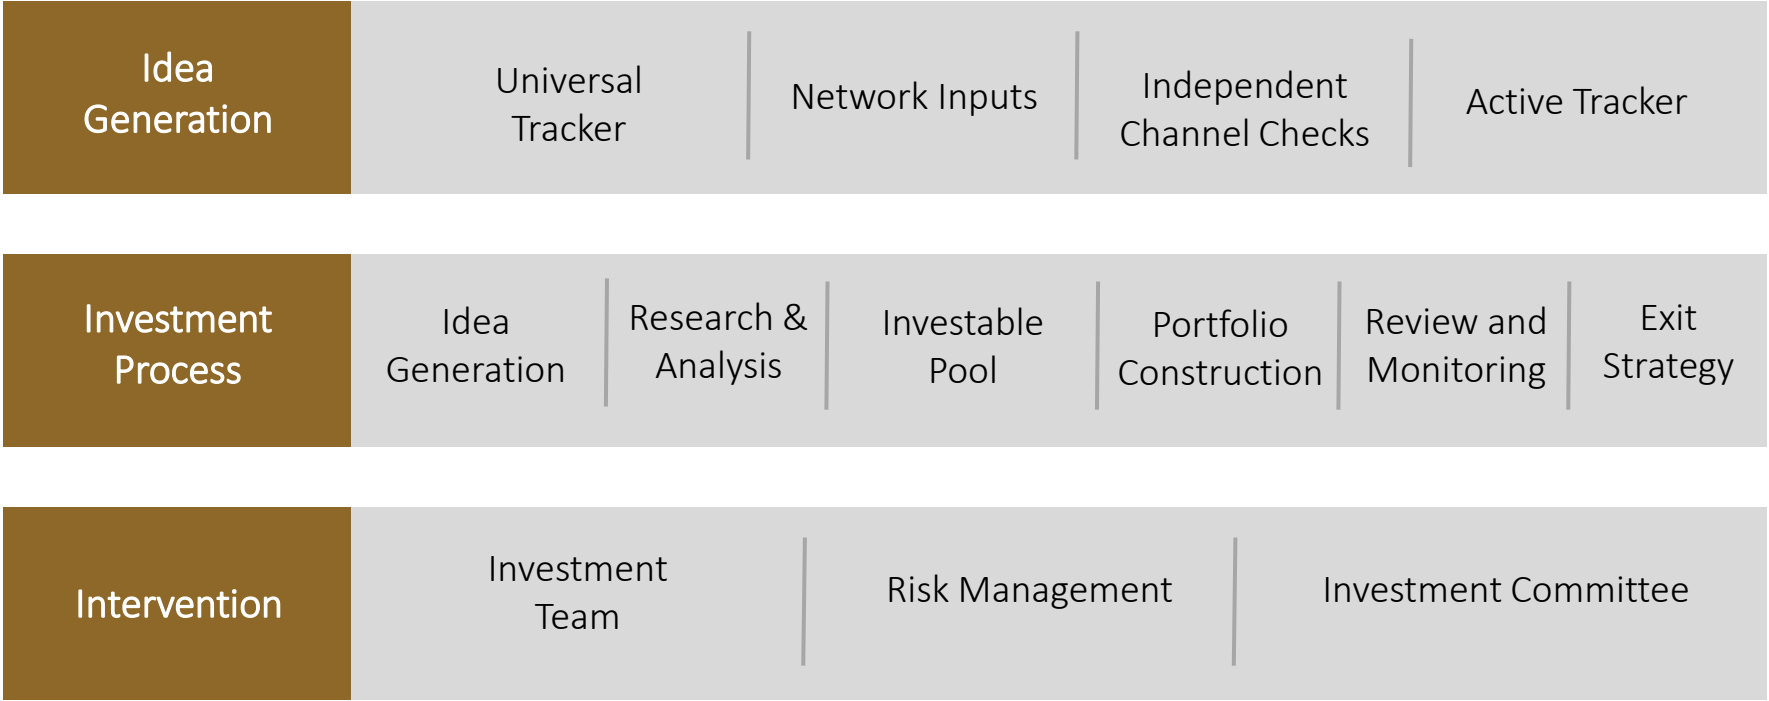 Idea
Generation
Universal
Tracker
Network Inputs
Independent
Channel Checks
Active Tracker
Investment
Process
Idea
Generation
Research &
Analysis
Investable
Pool
Portfolio
Construction
Review and
Monitoring
Exit
Strategy
Intervention
Investment
Team
Risk Management
Investment Committee